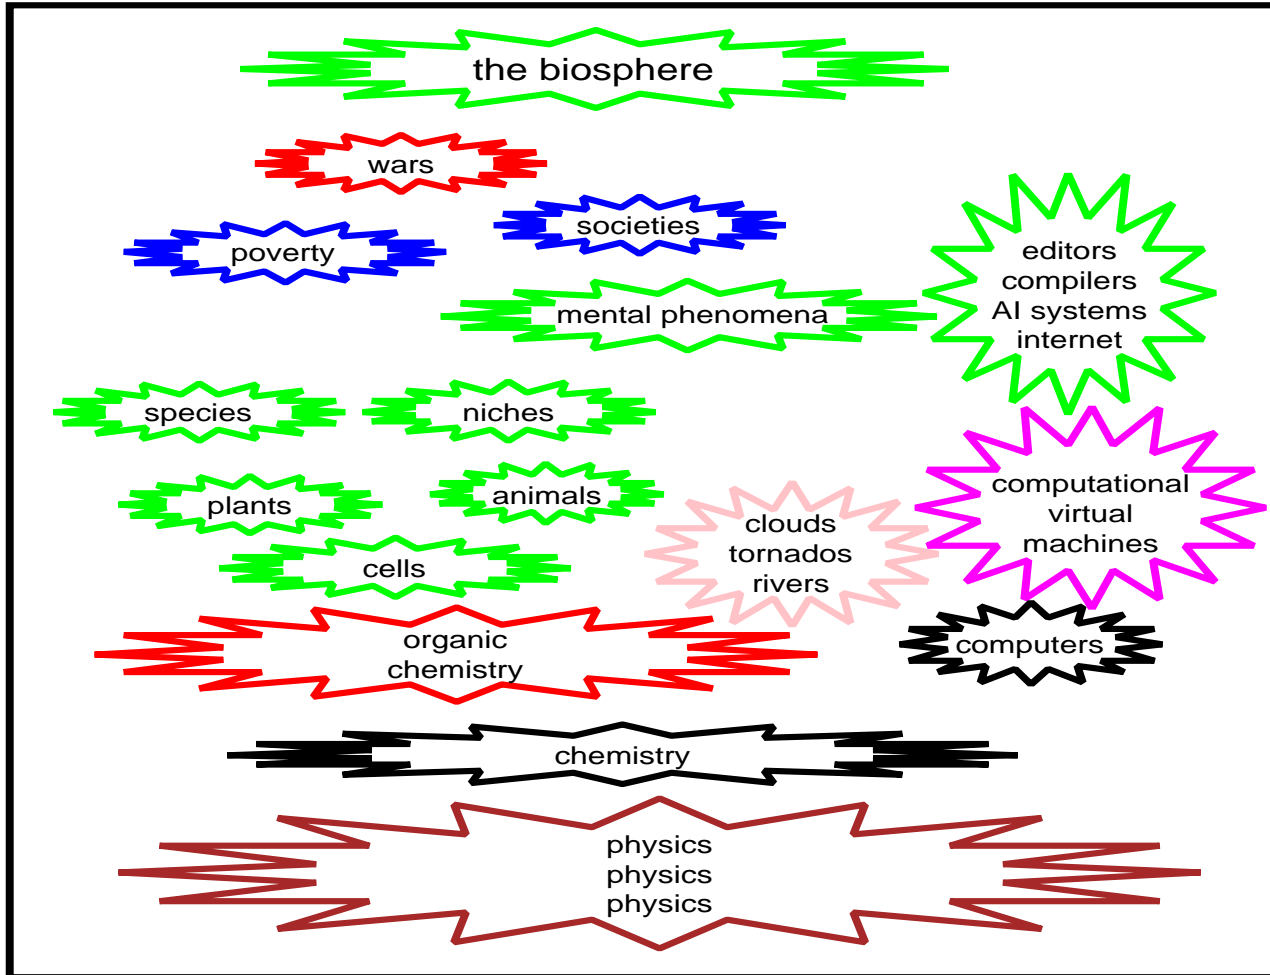 the biosphere
wars
societies
poverty
editors
compilers
AI systems
internet
mental phenomena
species
niches
plants
animals
computational
virtual
machines
clouds
tornados
rivers
cells
organic
chemistry
computers
chemistry
physics
physics
physics